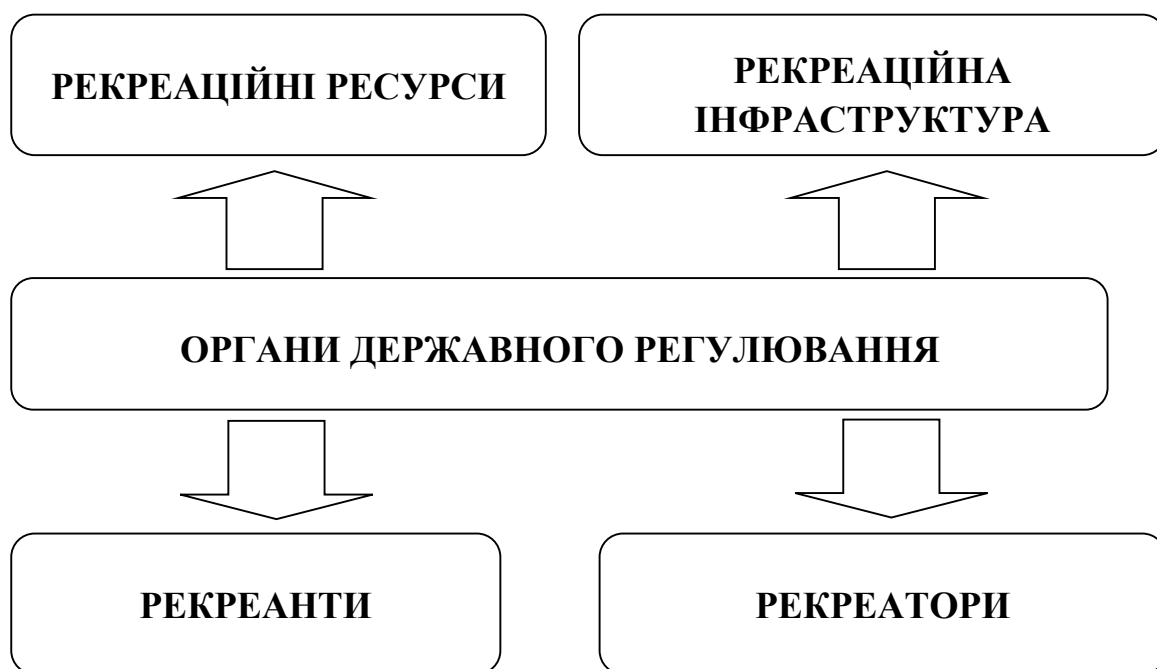 РЕКРЕАЦІЙНІ РЕСУРСИ
РЕКРЕАЦІЙНА
ІНФРАСТРУКТУРА
ОРГАНИ ДЕРЖАВНОГО РЕГУЛЮВАННЯ
РЕКРЕАНТИ
РЕКРЕАТОРИ